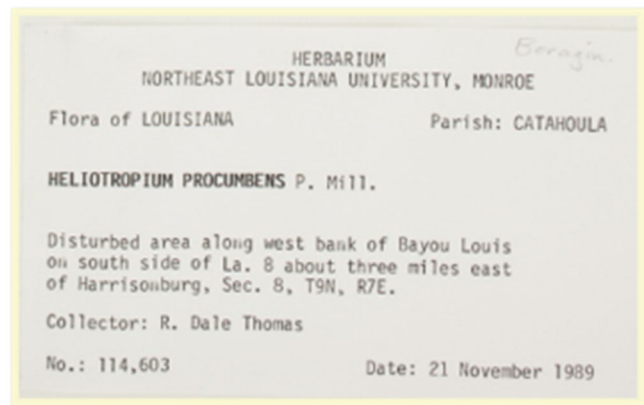 Boragin.
HERBARIUM
NORTHEAST LOUISIANA UNIVERSITY, MONROE
Flora of LOUISIANA Parish: CATAHOULA
HELIOTROPIUM PROCUMBENS P. Mill.
Disturbed area along west bank of Bayou Louis
on south side of La. 8 about three miles east
of Harrisonburg, Sec. 8, T9N, R7E.
Collector: R. Dale Thomas
No.: 114,603 Date: 21 November 1989